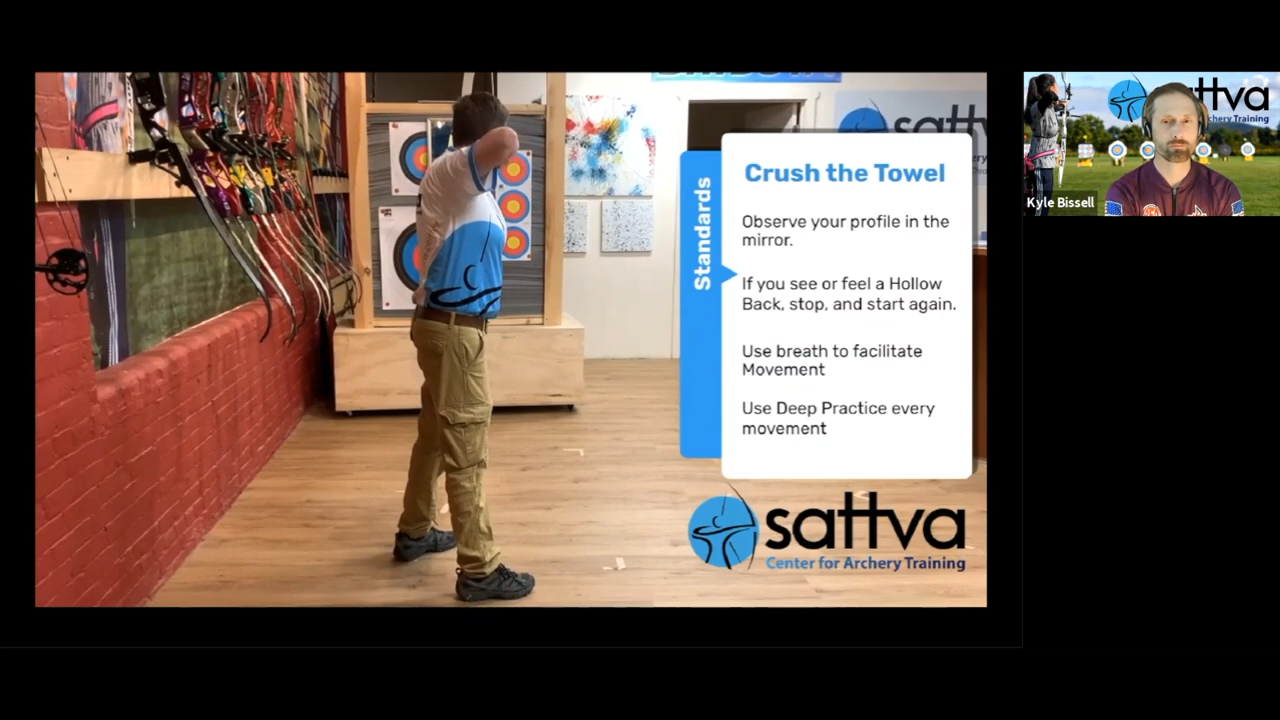 Crush the Towel
Standards
Observe your profile in the
mirror.
If you see or feel a Hollow
Back, stop, and start again.
Use breath to facilitate
Movement
Use Deep Practice every
movement
sattva
Center for Archery Training
Kyle Bissell